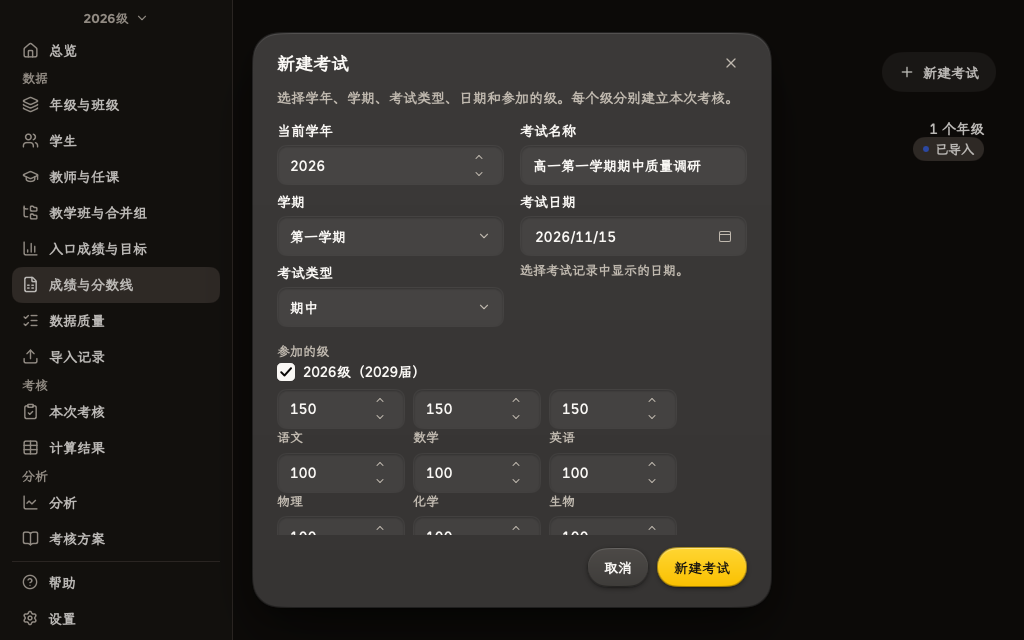 2026级
总览
数据
年级与班级
学生
教师与任课
教学班与合并组
入口成绩与目标
成绩与分数线
数据质量
导入记录
考核
本次考核
计算结果
分析
分析
考核方案
帮助
设置
新建考试
选择学年、学期、考试类型、日期和参加的级。每个级分别建立本次考核。
当前学年
2026
考试名称
高一第一学期期中质量调研
学期
第一学期
考试日期
2026/11/15
选择考试记录中显示的日期。
考试类型
期中
参加的级
2026级（2029届）
150 150 150
语文 数学 英语
100 100 100
物理 化学 生物
100 100 100
取消
新建考试
新建考试
1 个年级
已导入